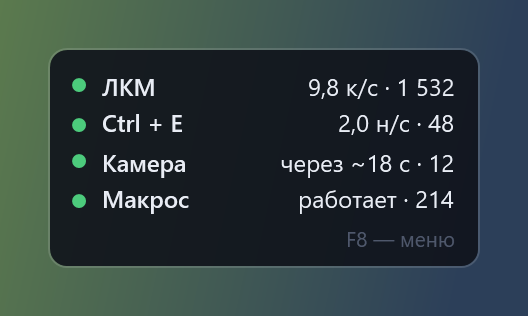 ЛКМ 9,8 к/с · 1 532
Ctrl + E 2,0 н/с · 48
Камера через ~18 с · 12
Макрос работает · 214
F8 — меню